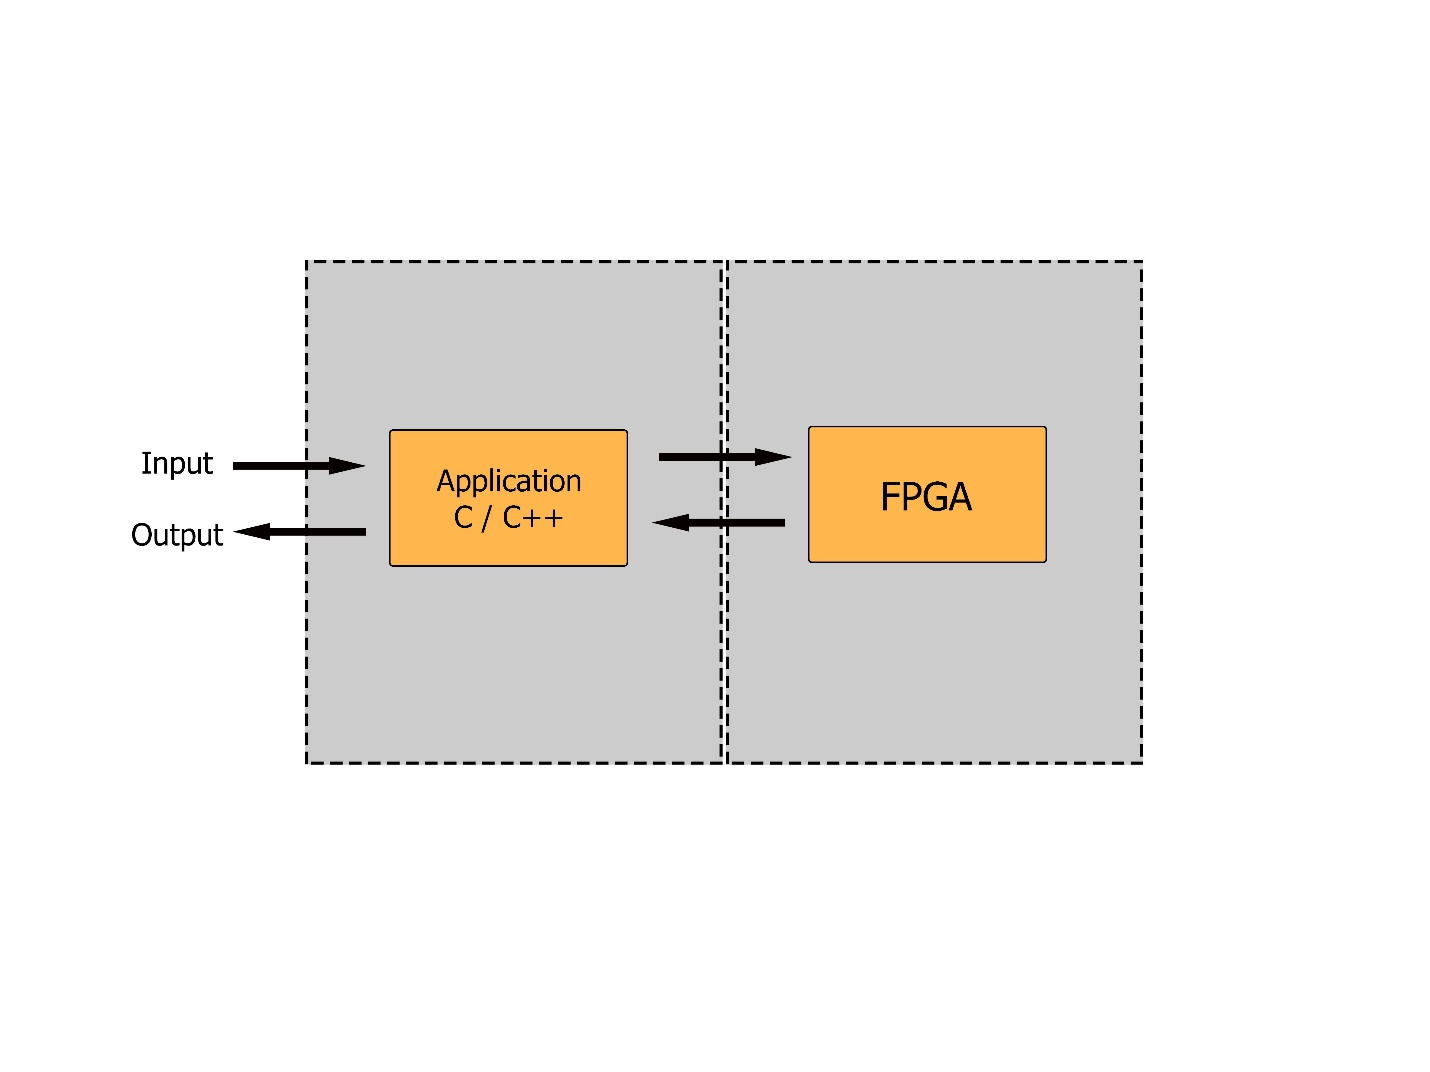 Input
Output
Application
C / C++
FPGA